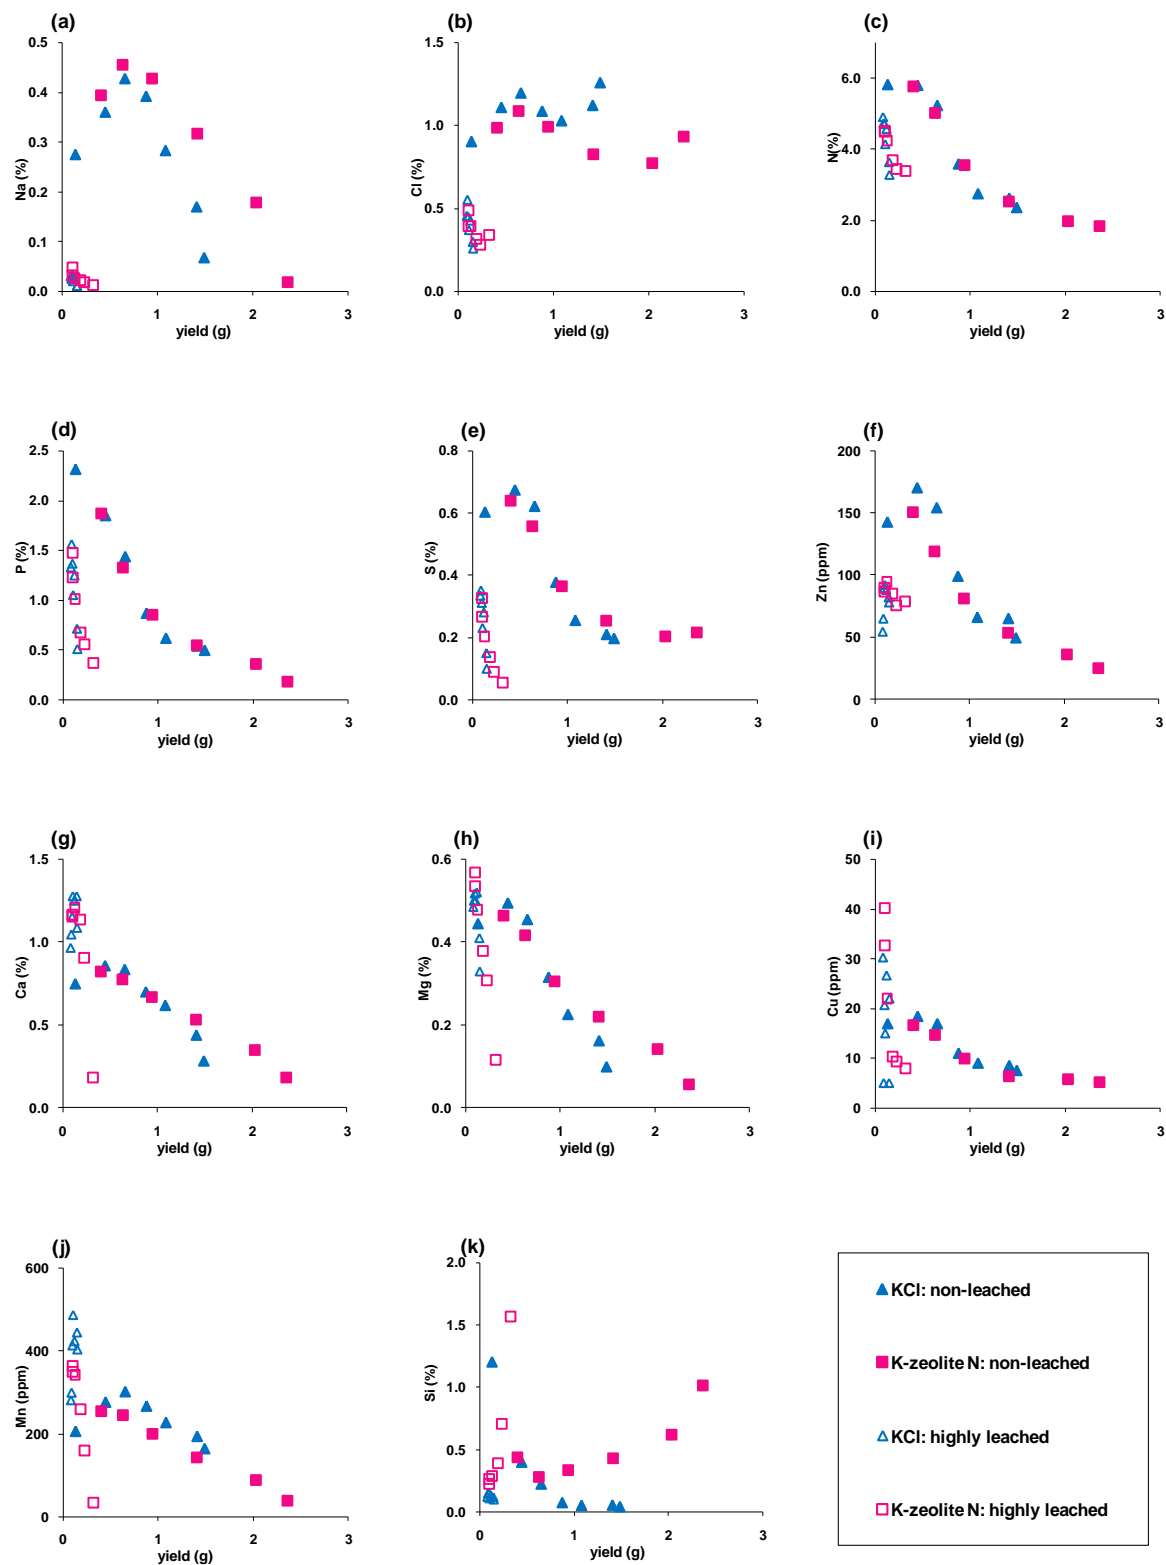 (a)
0.5
0.4
0.3
0.2
0.1
0.0
Na (%)
0 1 2 3
yield (g)
(b)
1.5
1.0
0.5
0.0
Cl (%)
0 1 2 3
yield (g)
(c)
6.0
4.0
2.0
0.0
N(%)
0 1 2 3
yield (g)
(d)
2.5
2.0
1.5
1.0
0.5
0.0
P (%)
0 1 2 3
yield (g)
(e)
0.8
0.6
0.4
0.2
0.0
S (%)
0 1 2 3
yield (g)
(f)
200
150
100
50
0
Zn (ppm)
0 1 2 3
yield (g)
(g)
1.5
1.0
0.5
0.0
Ca (%)
0 1 2 3
yield (g)
(h)
0.6
0.4
0.2
0.0
Mg (%)
0 1 2 3
yield (g)
(i)
50
40
30
20
10
0
Cu (ppm)
0 1 2 3
yield (g)
(j)
600
400
200
0
Mn (ppm)
0 1 2 3
yield (g)
(k)
2.0
1.5
1.0
0.5
0.0
Si (%)
0 1 2 3
yield (g)
KCl: non-leached
K-zeolite N: non-leached
KCl: highly leached
K-zeolite N: highly leached